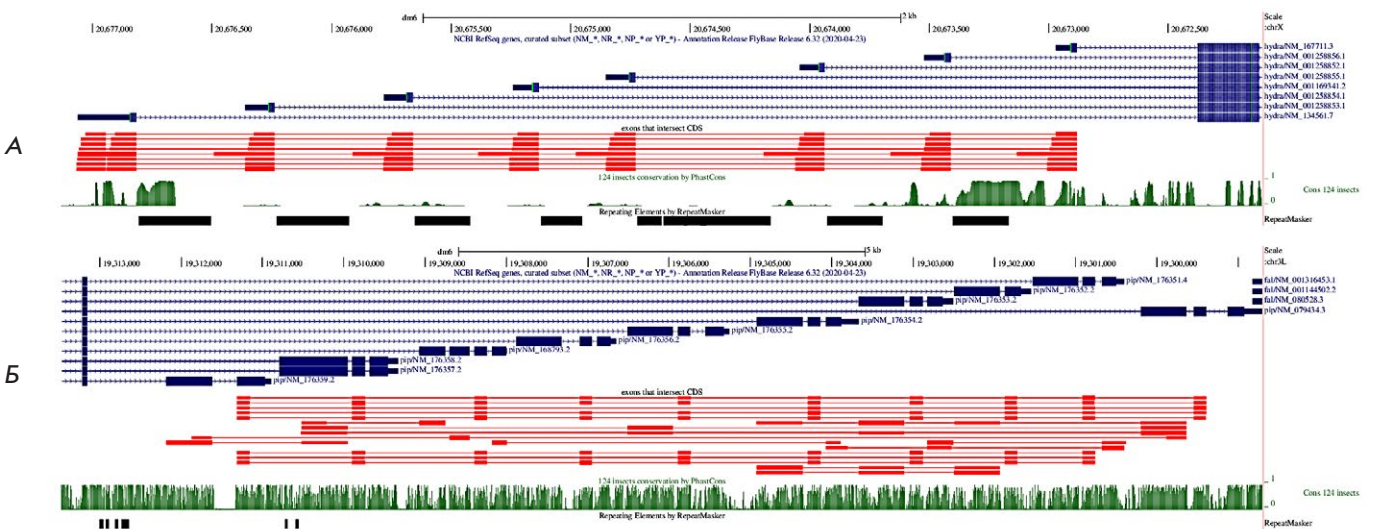 dm6 2 kb Scale
20,677,000 20,676,500 20,676,000 20,675,500 20,675,000 20,674,500 20,674,000 20,673,500 20,673,000 20,672,500 :chrX
NCBI RefSeq genes, curated subset (NM_*, NR_*, NP_* or YP_*) - Annotation Release FlyBase Release 6.32 (2020-04-23)
hydra/NM_167711.3
hydra/NM_001258856.1
hydra/NM_001258852.1
hydra/NM_001258855.1
hydra/NM_001169341.2
hydra/NM_001258854.1
hydra/NM_001258853.1
hydra/NM_134561.7
exons that intersect CDS
А
124 insects conservation by PhastCons
1
Cons 124 insects
0
Repeating Elements by RepeatMasker
RepeatMasker
dm6 5 kb Scale
19,313,000 19,312,000 19,311,000 19,310,000 19,309,000 19,308,000 19,307,000 19,306,000 19,305,000 19,304,000 19,303,000 19,302,000 19,301,000 19,300,000 :chr3L
NCBI RefSeq genes, curated subset (NM_*, NR_*, NP_* or YP_*) - Annotation Release FlyBase Release 6.32 (2020-04-23)
pip/NM_176351.4 fal/NM_001316453.1
pip/NM_176352.2 fal/NM_001144502.2
pip/NM_176353.2 fal/NM_080528.3
pip/NM_079434.3
pip/NM_176354.2
pip/NM_176355.2
pip/NM_176356.2
pip/NM_168793.2
pip/NM_176358.2
pip/NM_176357.2
Б
pip/NM_176359.2
exons that intersect CDS
124 insects conservation by PhastCons
1
Cons 124 insects
0
Repeating Elements by RepeatMasker
RepeatMasker